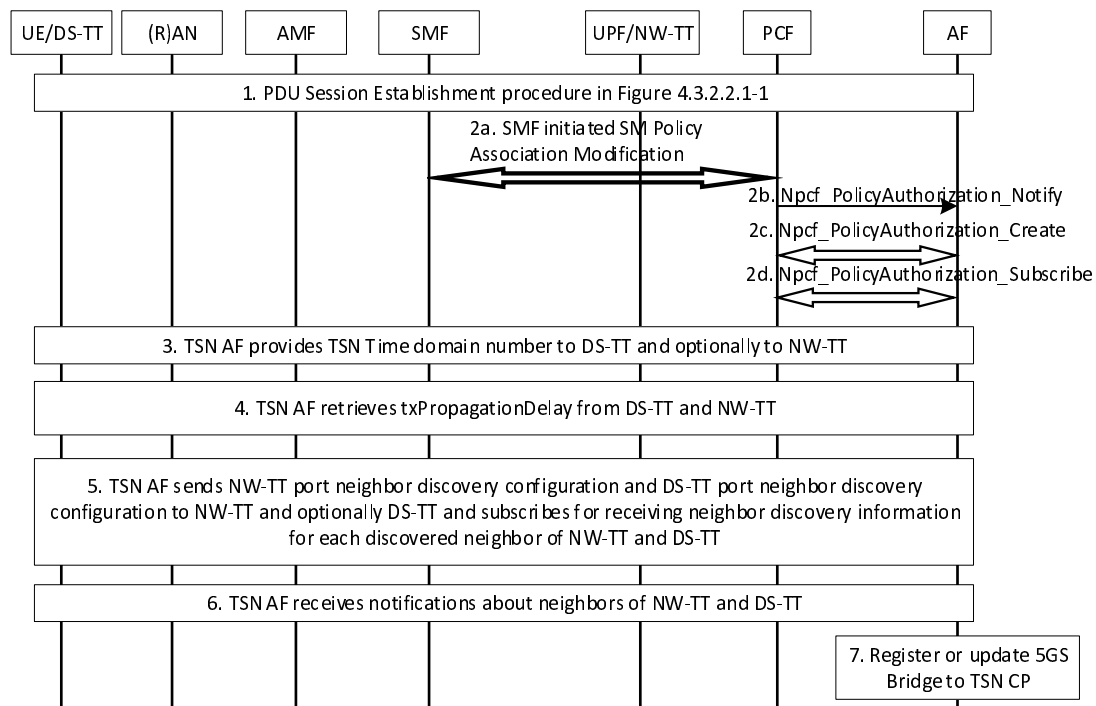 UE/DS-TT
(R)AN
AMF
SMF
UPF/NW-TT
PCF
AF
1. PDU Session Establishment procedure in Figure 4.3.2.2.1-1
2a. SMF initiated SM Policy
Association Modification
2b. Npcf_PolicyAuthorization_Notify
2c. Npcf_PolicyAuthorization_Create
2d. Npcf_PolicyAuthorization_Subscribe
3. TSN AF provides TSN Time domain number to DS-TT and optionally to NW-TT
4. TSN AF retrieves txPropagationDelay from DS-TT and NW-TT
5. TSN AF sends NW-TT port neighbor discovery configuration and DS-TT port neighbor discovery
configuration to NW-TT and optionally DS-TT and subscribes for receiving neighbor discovery information
for each discovered neighbor of NW-TT and DS-TT
6. TSN AF receives notifications about neighbors of NW-TT and DS-TT
7. Register or update 5GS
Bridge to TSN CP